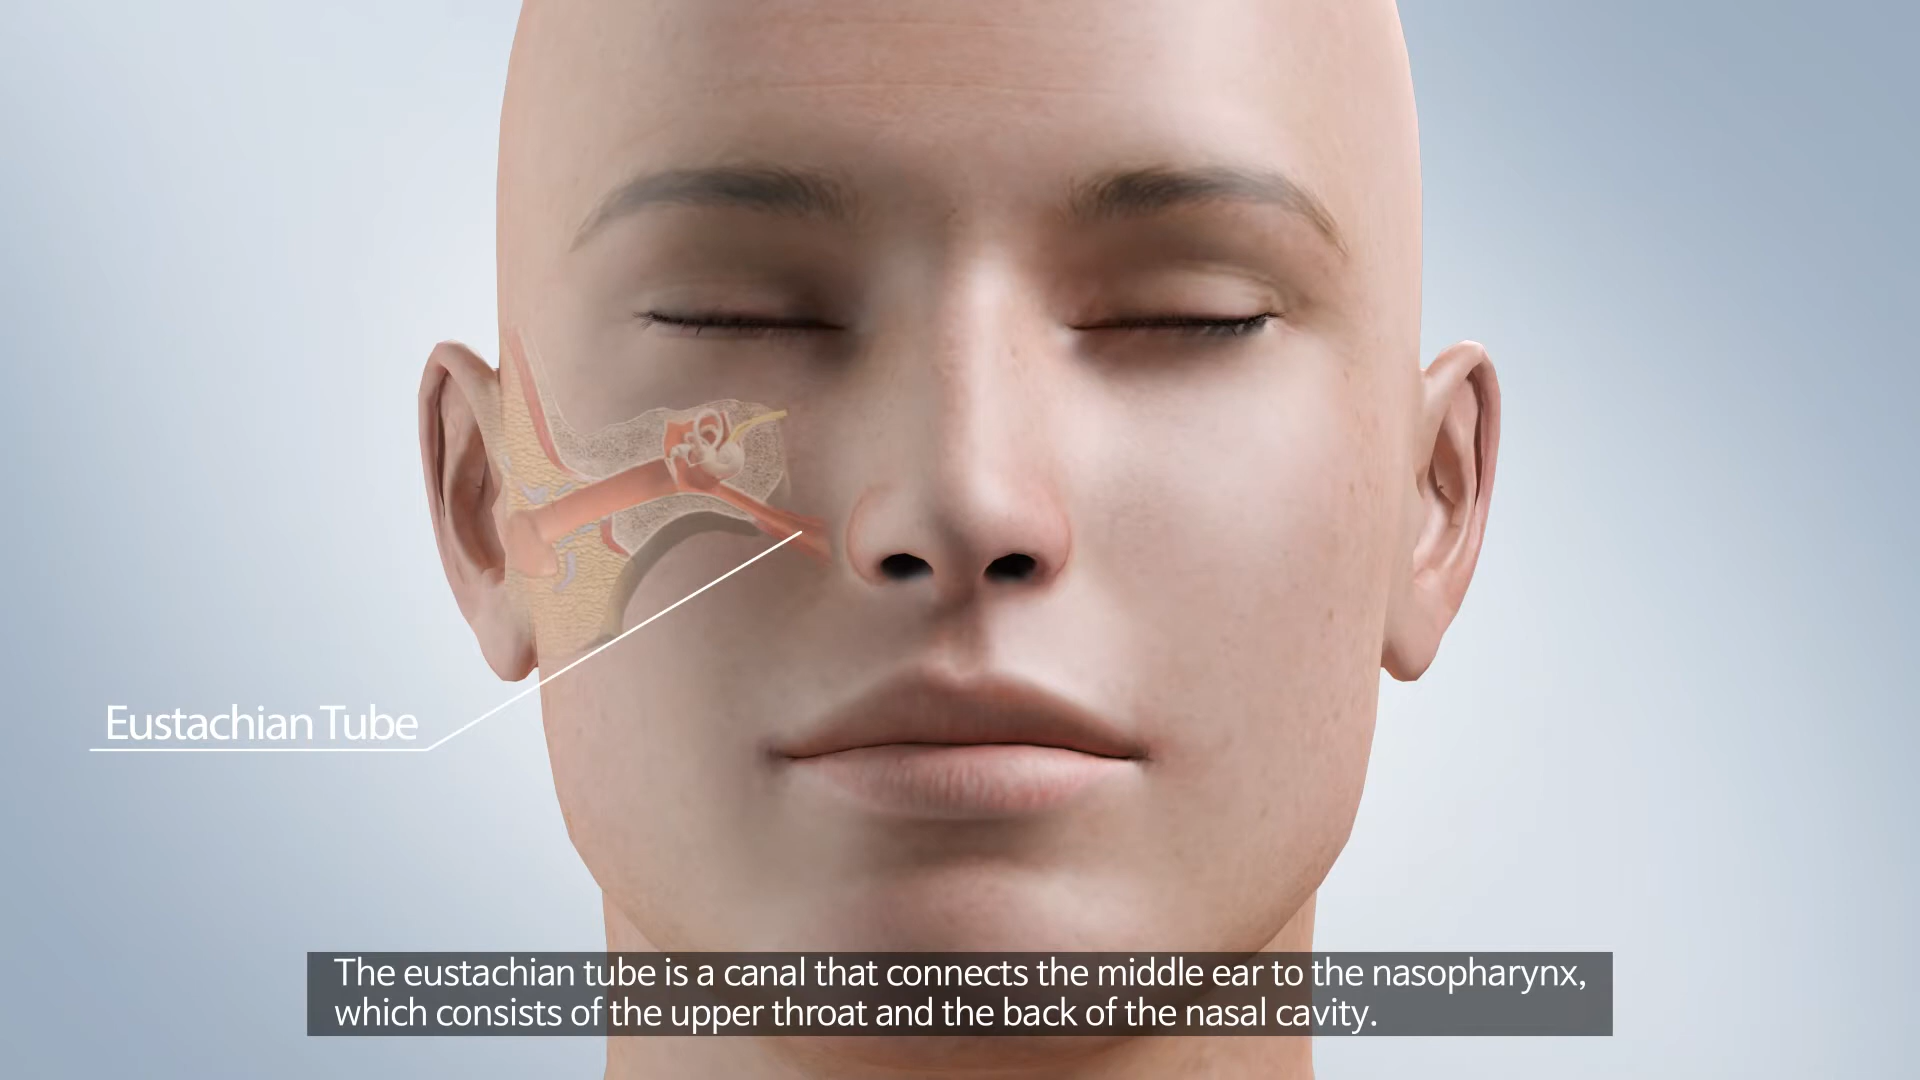 Eustachian Tube
The eustachian tube is a canal that connects the middle ear to the nasopharynx,
which consists of the upper throat and the back of the nasal cavity.